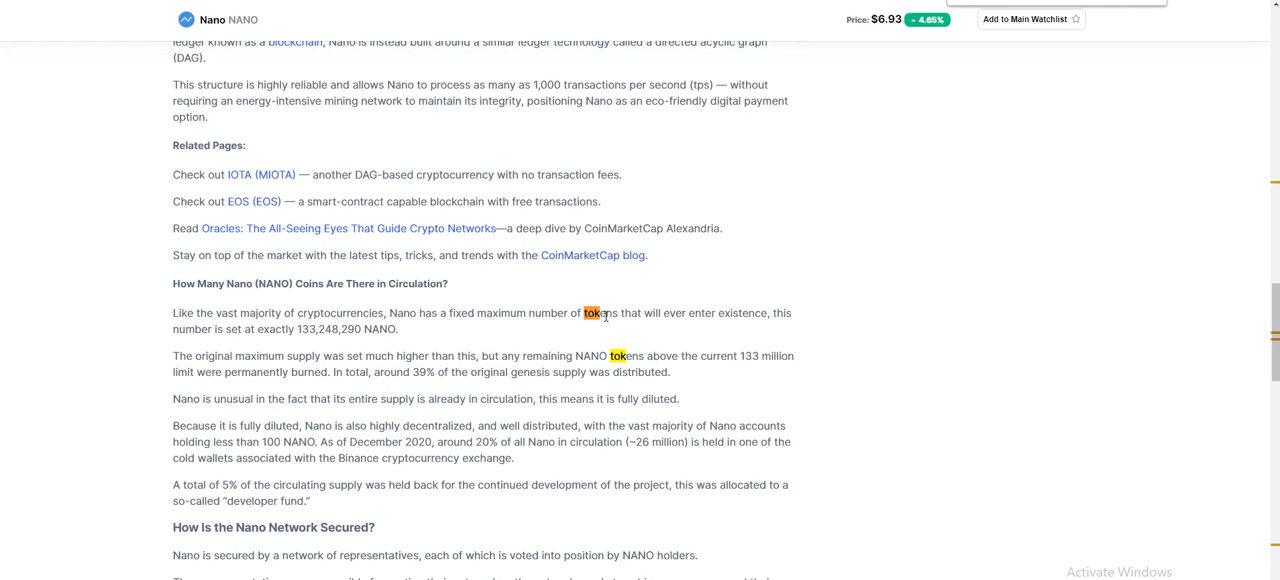 Nano NANO
Price: $6.93 4.65%
Add to Main Watchlist
ledger known as a blockchain, Nano is instead built around a similar ledger technology called a directed acyclic graph
(DAG).
This structure is highly reliable and allows Nano to process as many as 1,000 transactions per second (tps) — without
requiring an energy-intensive mining network to maintain its integrity, positioning Nano as an eco-friendly digital payment
option.
Related Pages:
Check out IOTA (MIOTA) — another DAG-based cryptocurrency with no transaction fees.
Check out EOS (EOS) — a smart-contract capable blockchain with free transactions.
Read Oracles: The All-Seeing Eyes That Guide Crypto Networks—a deep dive by CoinMarketCap Alexandria.
Stay on top of the market with the latest tips, tricks, and trends with the CoinMarketCap blog.
How Many Nano (NANO) Coins Are There in Circulation?
Like the vast majority of cryptocurrencies, Nano has a fixed maximum number of tokens that will ever enter existence, this
number is set at exactly 133,248,290 NANO.
The original maximum supply was set much higher than this, but any remaining NANO tokens above the current 133 million
limit were permanently burned. In total, around 39% of the original genesis supply was distributed.
Nano is unusual in the fact that its entire supply is already in circulation, this means it is fully diluted.
Because it is fully diluted, Nano is also highly decentralized, and well distributed, with the vast majority of Nano accounts
holding less than 100 NANO. As of December 2020, around 20% of all Nano in circulation (~26 million) is held in one of the
cold wallets associated with the Binance cryptocurrency exchange.
A total of 5% of the circulating supply was held back for the continued development of the project, this was allocated to a
so-called “developer fund.”
How Is the Nano Network Secured?
Nano is secured by a network of representatives, each of which is voted into position by NANO holders.
Activate Windows